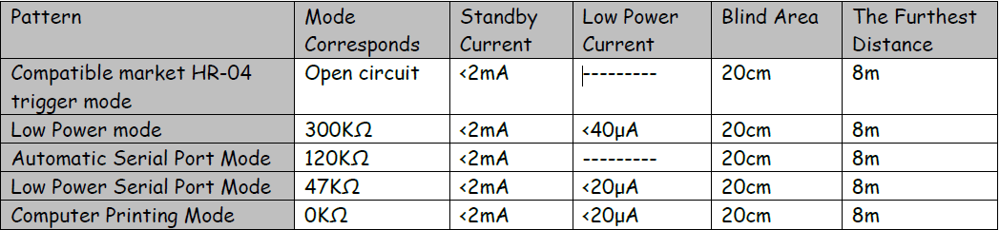 Pattern Mode Corresponds Standby Current Low Power Current Blind Area The Furthest Distance
Compatible market HR-04 trigger mode Open circuit <2mA --------- 20cm 8m
Low Power mode 300KΩ <2mA <40μA 20cm 8m
Automatic Serial Port Mode 120KΩ <2mA --------- 20cm 8m
Low Power Serial Port Mode 47KΩ <2mA <20μA 20cm 8m
Computer Printing Mode 0KΩ <2mA <20μA 20cm 8m